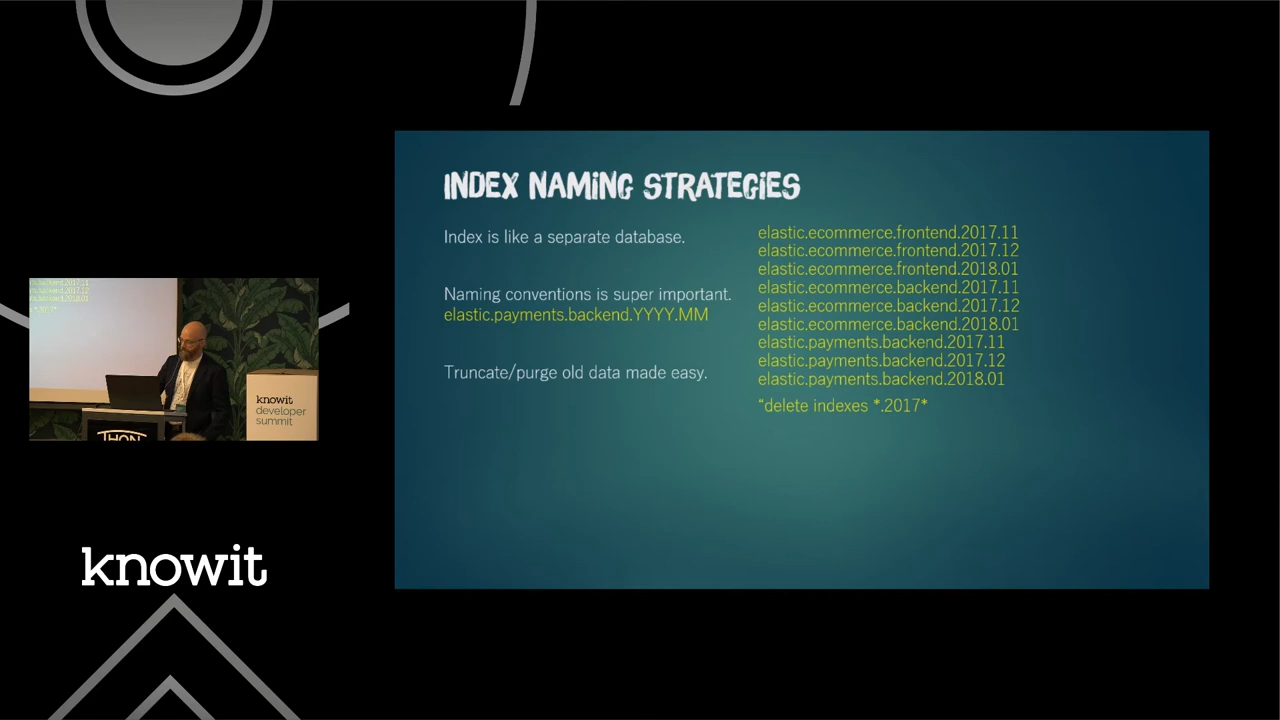 INDEX NAMING STRATEGIES
Index is like a separate database.
Naming conventions is super important.
elastic.payments.backend.YYYY.MM
Truncate/purge old data made easy.
elastic.ecommerce.frontend.2017.11
elastic.ecommerce.frontend.2017.12
elastic.ecommerce.frontend.2018.01
elastic.ecommerce.backend.2017.11
elastic.ecommerce.backend.2017.12
elastic.ecommerce.backend.2018.01
elastic.payments.backend.2017.11
elastic.payments.backend.2017.12
elastic.payments.backend.2018.01
“delete indexes *.2017*
knowit
developer
summit
THON
knowit